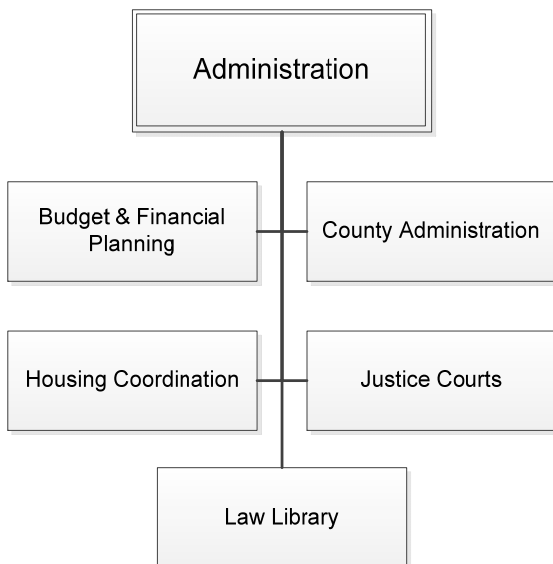 Administration
Budget & Financial
Planning
County Administration
Housing Coordination
Justice Courts
Law Library